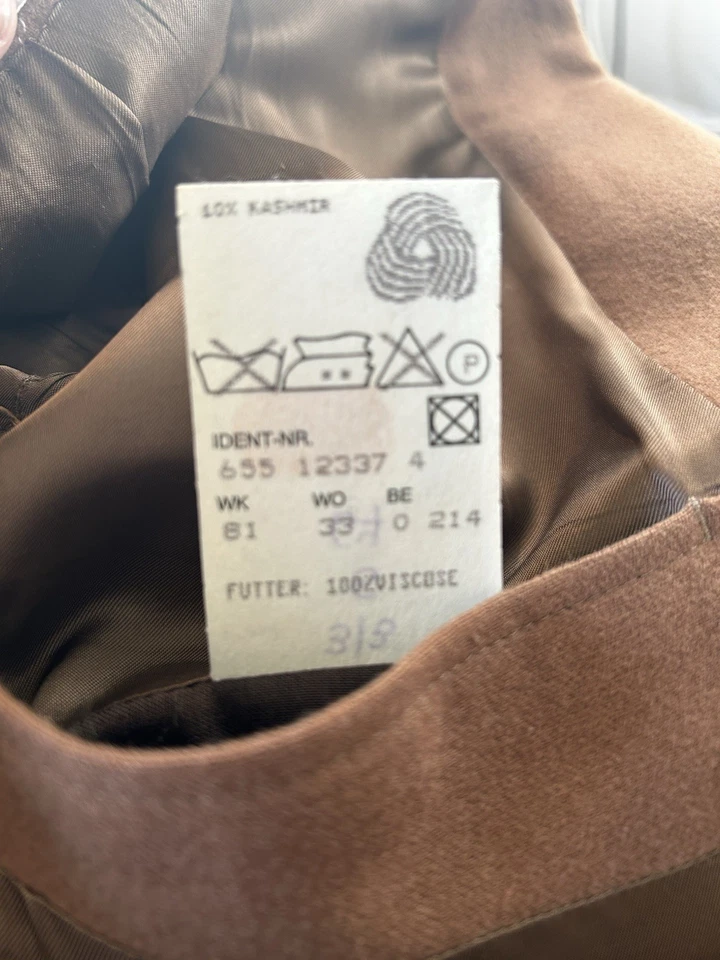 10% KASHMIR
P
IDENT-NR.
655 12337 4
WK WO BE
81 33 0 214
FUTTER: 100%VISCOSE
3/3